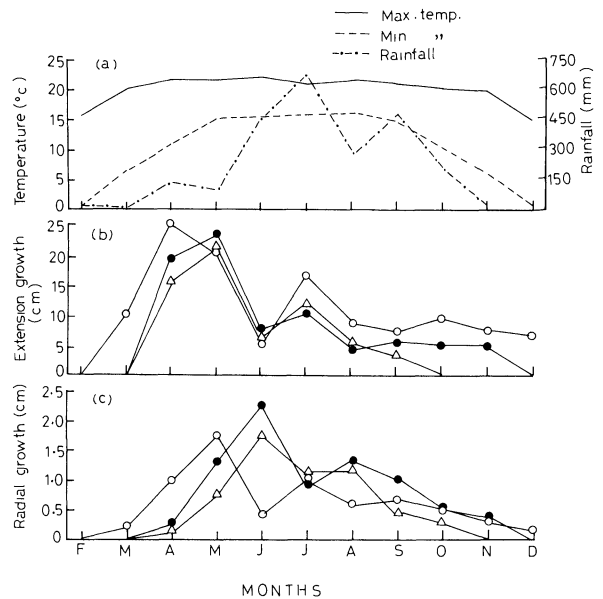 Max. temp.
Min „
Rainfall
(a)
Temperature (°c)
25
20
15
10
5
0
750
600
450
300
150
Rainfall (mm)
(b)
Extension growth
(cm)
25
20
15
10
5
0
(c)
Radial growth (cm)
2·5
2·0
1·5
1·0
0·5
0
F M A M J J A S O N D
MONTHS